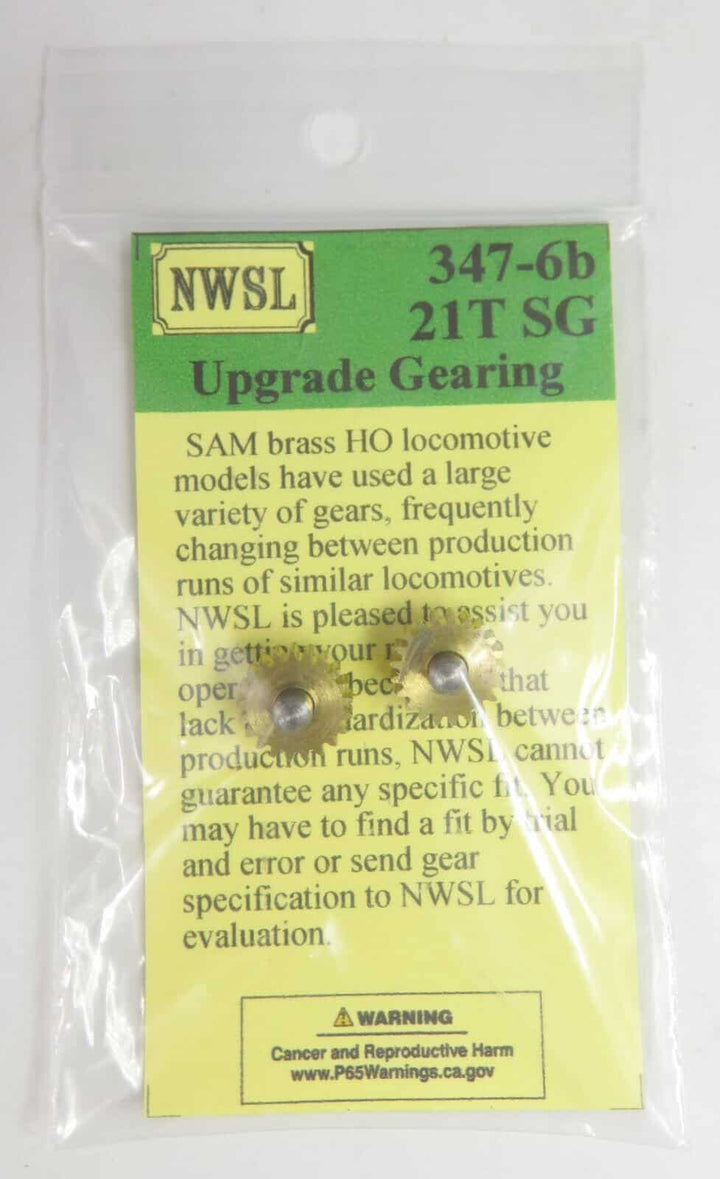 NWSL
347-6b
21T SG
Upgrade Gearing
SAM brass HO locomotive
models have used a large
variety of gears, frequently
changing between production
runs of similar locomotives.
NWSL is pleased to assist you
in getting your
that
lack between
production runs, NWSL cannot
guarantee any specific fit. You
may have to find a fit by trial
and error or send gear
specification to NWSL for
evaluation.
⚠ WARNING
Cancer and Reproductive Harm
www.P65Warnings.ca.gov